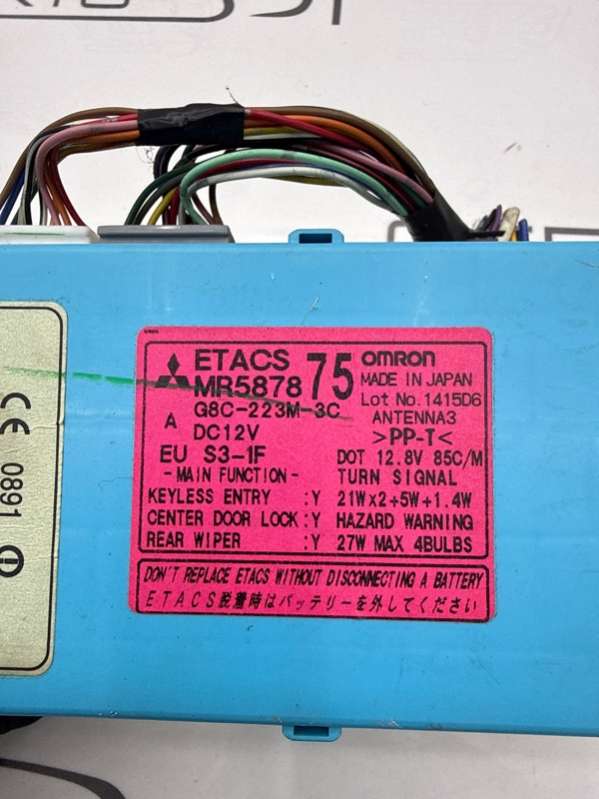 ETACS 75 OMRON
MR5878
MADE IN JAPAN
G8C-223M-3C
Lot No.1415D6
A
DC12V
ANTENNA3
>PP-T<
EU S3-1F
DOT 12.8V 85C/M
-MAIN FUNCTION-
TURN SIGNAL
KEYLESS ENTRY :Y 21W×2+5W+1.4W
CENTER DOOR LOCK:Y HAZARD WARNING
REAR WIPER :Y 27W MAX 4BULBS
DON'T REPLACE ETACS WITHOUT DISCONNECTING A BATTERY
ETACS脱着時はバッテリーを外してください
CE 0891